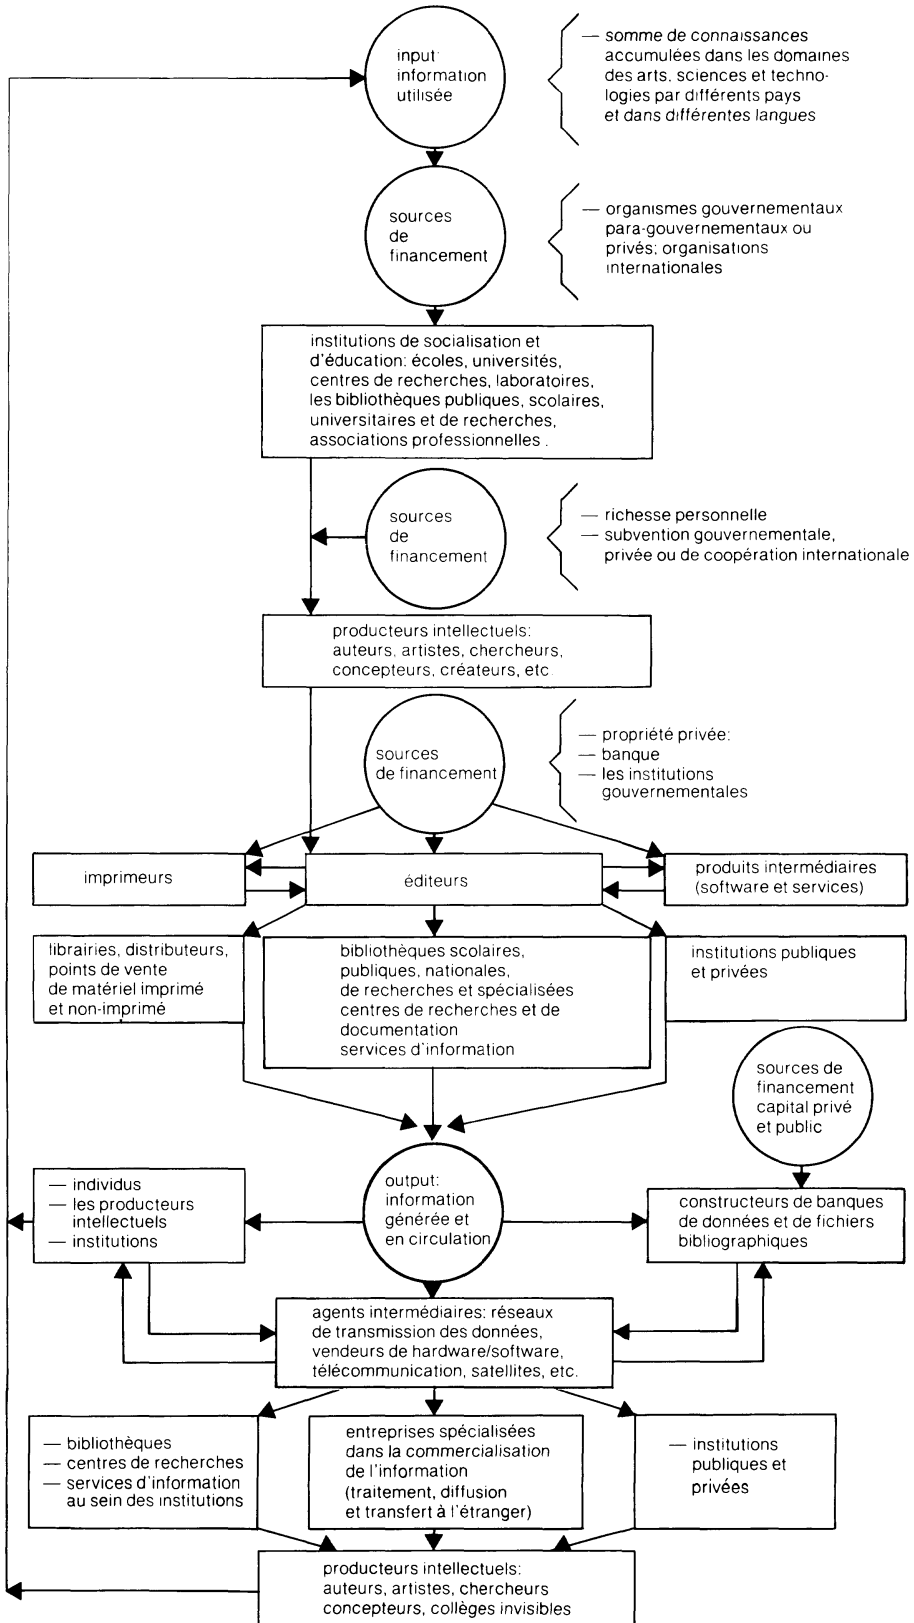 input:
information
utilisée
— somme de connaissances
accumulées dans les domaines
des arts, sciences et techno-
logies par différents pays
et dans différentes langues
sources
de
financement
— organismes gouvernementaux
para-gouvernementaux ou
privés; organisations
internationales
institutions de socialisation et
d'éducation: écoles, universités,
centres de recherches, laboratoires,
les bibliothèques publiques, scolaires,
universitaires et de recherches,
associations professionnelles.
sources
de
financement
— richesse personnelle
— subvention gouvernementale,
privée ou de coopération internationale
producteurs intellectuels:
auteurs, artistes, chercheurs,
concepteurs, créateurs, etc.
sources
de financement
— propriété privée:
— banque
— les institutions
gouvernementales
imprimeurs
éditeurs
produits intermédiaires
(software et services)
librairies, distributeurs,
points de vente
de matériel imprimé
et non-imprimé
bibliothèques scolaires,
publiques, nationales,
de recherches et spécialisées
centres de recherches et de
documentation
services d'information
institutions publiques
et privées
sources de
financement
capital privé
et public
— individus
— les producteurs
intellectuels
— institutions
output:
information
générée et
en circulation
constructeurs de banques
de données et de fichiers
bibliographiques
agents intermédiaires: réseaux
de transmission des données,
vendeurs de hardware/software,
télécommunication, satellites, etc.
— bibliothèques
— centres de recherches
— services d'information
au sein des institutions
entreprises spécialisées
dans la commercialisation
de l'information
(traitement, diffusion
et transfert à l'étranger)
— institutions
publiques et
privées
producteurs intellectuels:
auteurs, artistes, chercheurs
concepteurs, collèges invisibles